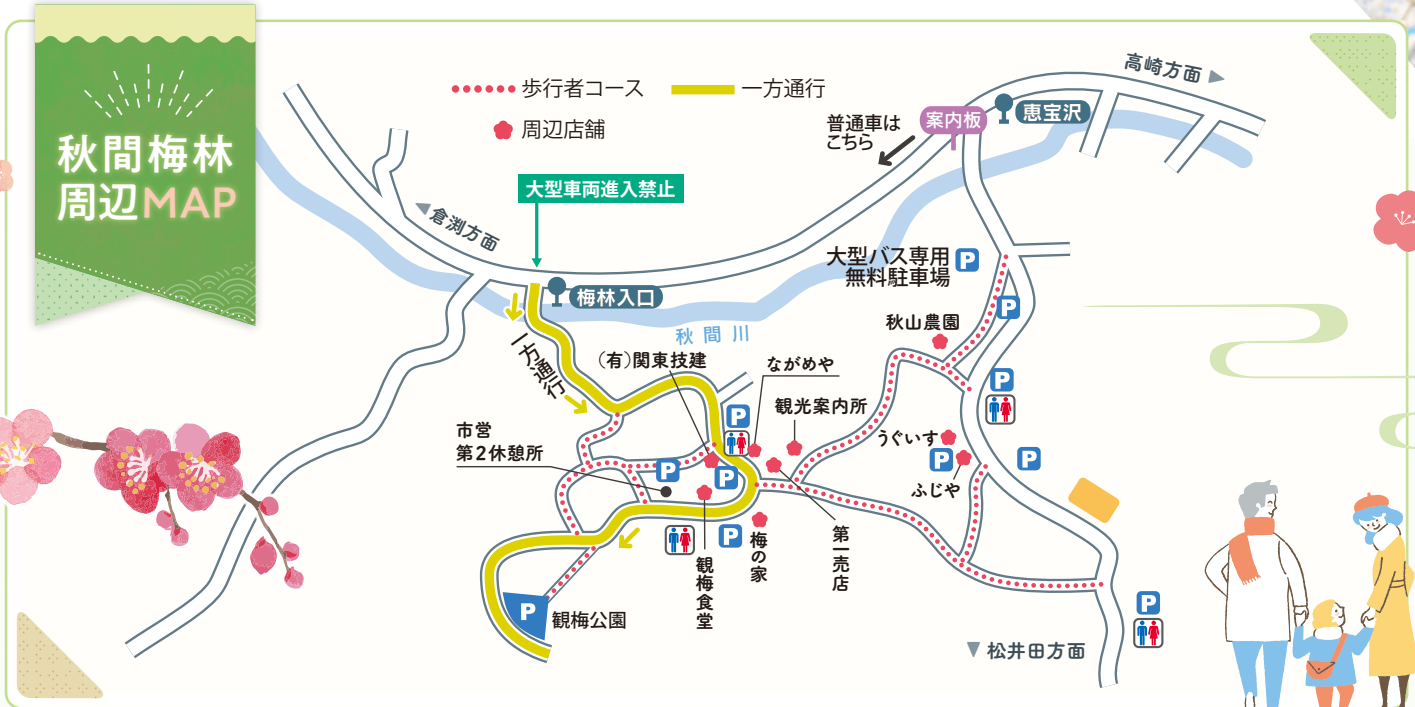 秋間梅林
周辺MAP
歩行者コース
一方通行
周辺店舗
高崎方面
普通車は
こちら
案内板
恵宝沢
大型車両進入禁止
倉渕方面
梅林入口
大型バス専用
無料駐車場
P
P
秋間川
一方通行
秋山農園
(有)関東技建
ながめや
観光案内所
P
P
市営
第2休憩所
うぐいす
P
P
ふじや
P
P
P
梅の家
第一売店
観梅食堂
P
観梅公園
P
松井田方面